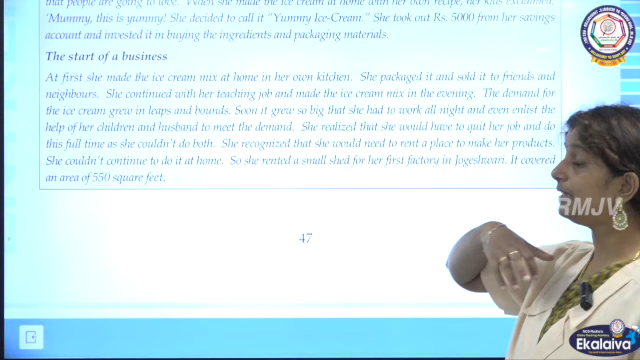 that people are going to love. When she made the ice cream at home with her own recipe, her kids exclaimed,
'Mummy, this is yummy! She decided to call it "Yummy Ice-Cream." She took out Rs. 5000 from her savings
account and invested it in buying the ingredients and packaging materials.
The start of a business
At first she made the ice cream mix at home in her own kitchen. She packaged it and sold it to friends and
neighbours. She continued with her teaching job and made the ice cream mix in the evening. The demand for
the ice cream grew in leaps and bounds. Soon it grew so big that she had to work all night and even enlist the
help of her children and husband to meet the demand. She realized that she would have to quit her job and do
this full time as she couldn't do both. She recognized that she would need to rent a place to make her products.
She couldn't continue to do it at home. So she rented a small shed for her first factory in Jogeshwari. It covered
an area of 550 square feet.
47
RMJV
Ekalaiva